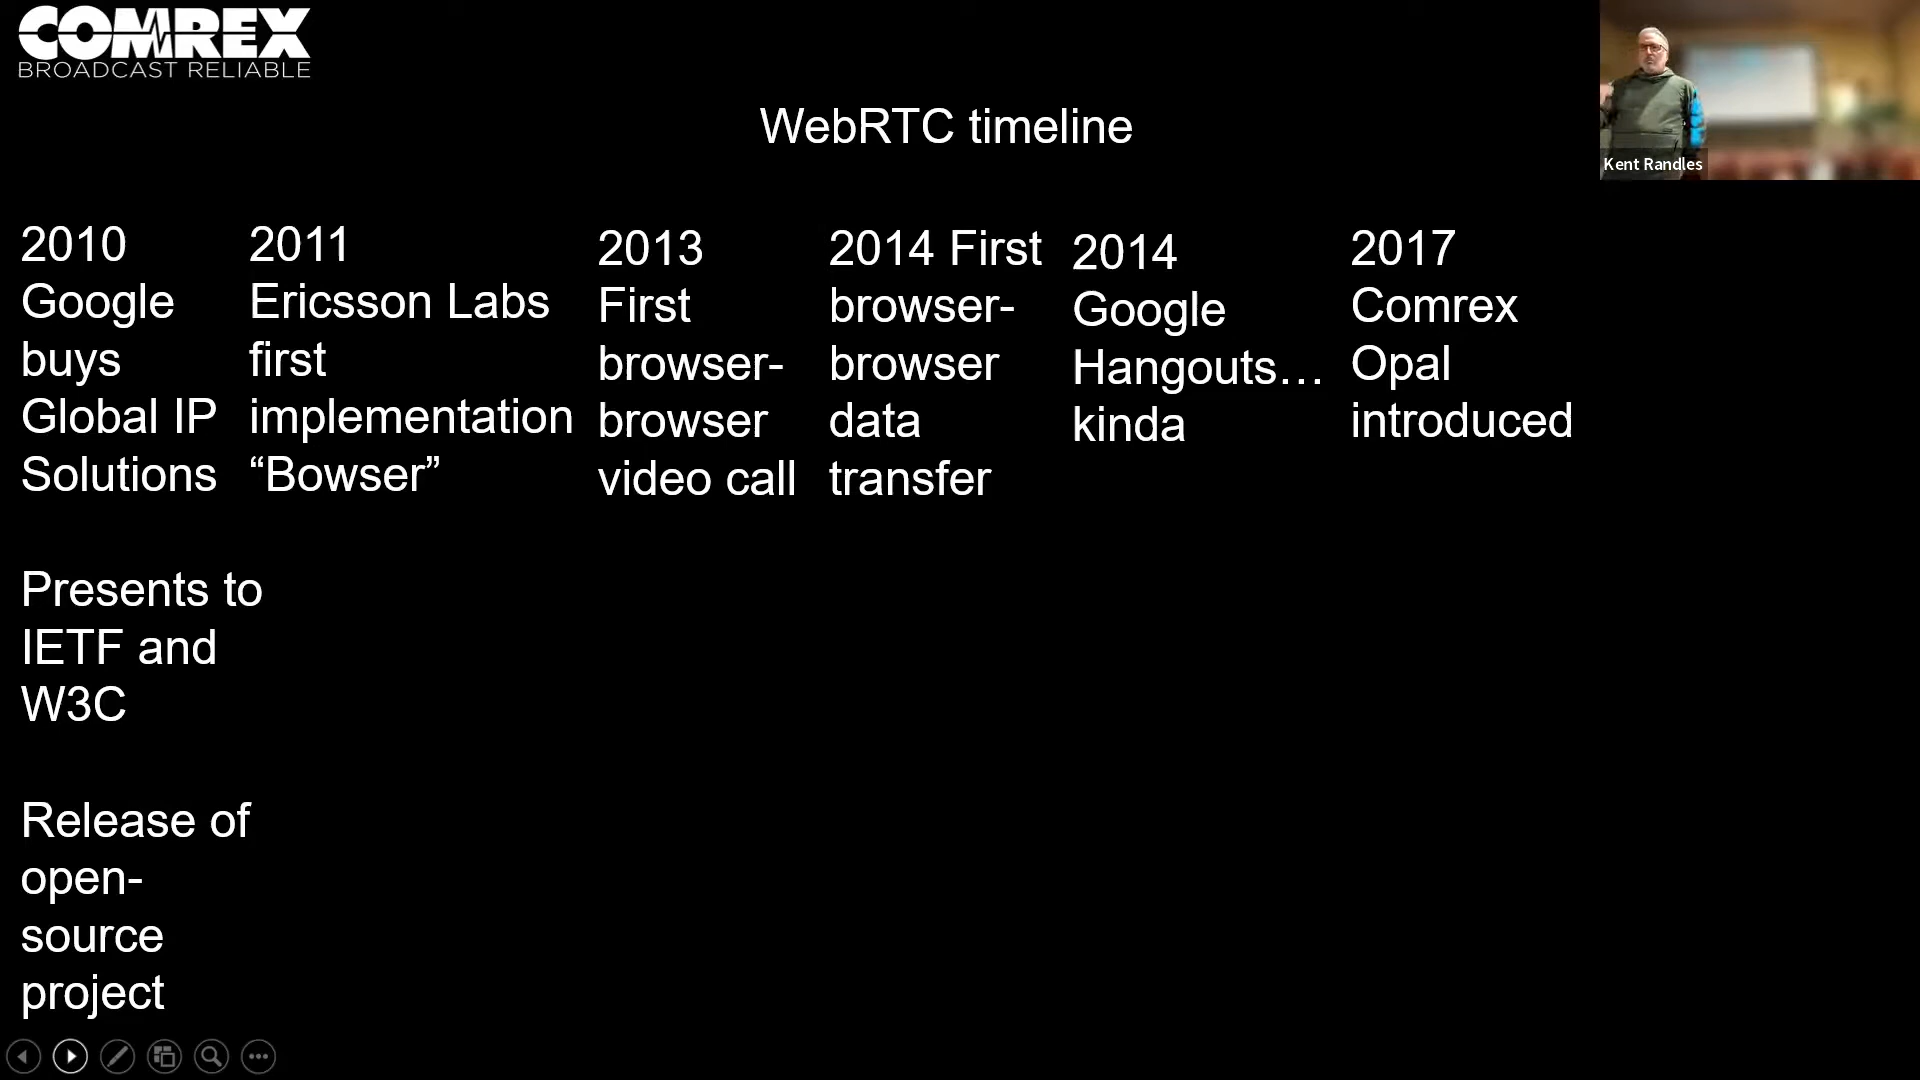 COMREX
BROADCAST RELIABLE
Kent Randles
WebRTC timeline
2010
Google
buys
Global IP
Solutions
Presents to
IETF and
W3C
Release of
open-
source
project
2011
Ericsson Labs
first
implementation
“Bowser”
2013
First
browser-
browser
video call
2014 First
browser-
browser
data
transfer
2014
Google
Hangouts…
kinda
2017
Comrex
Opal
introduced